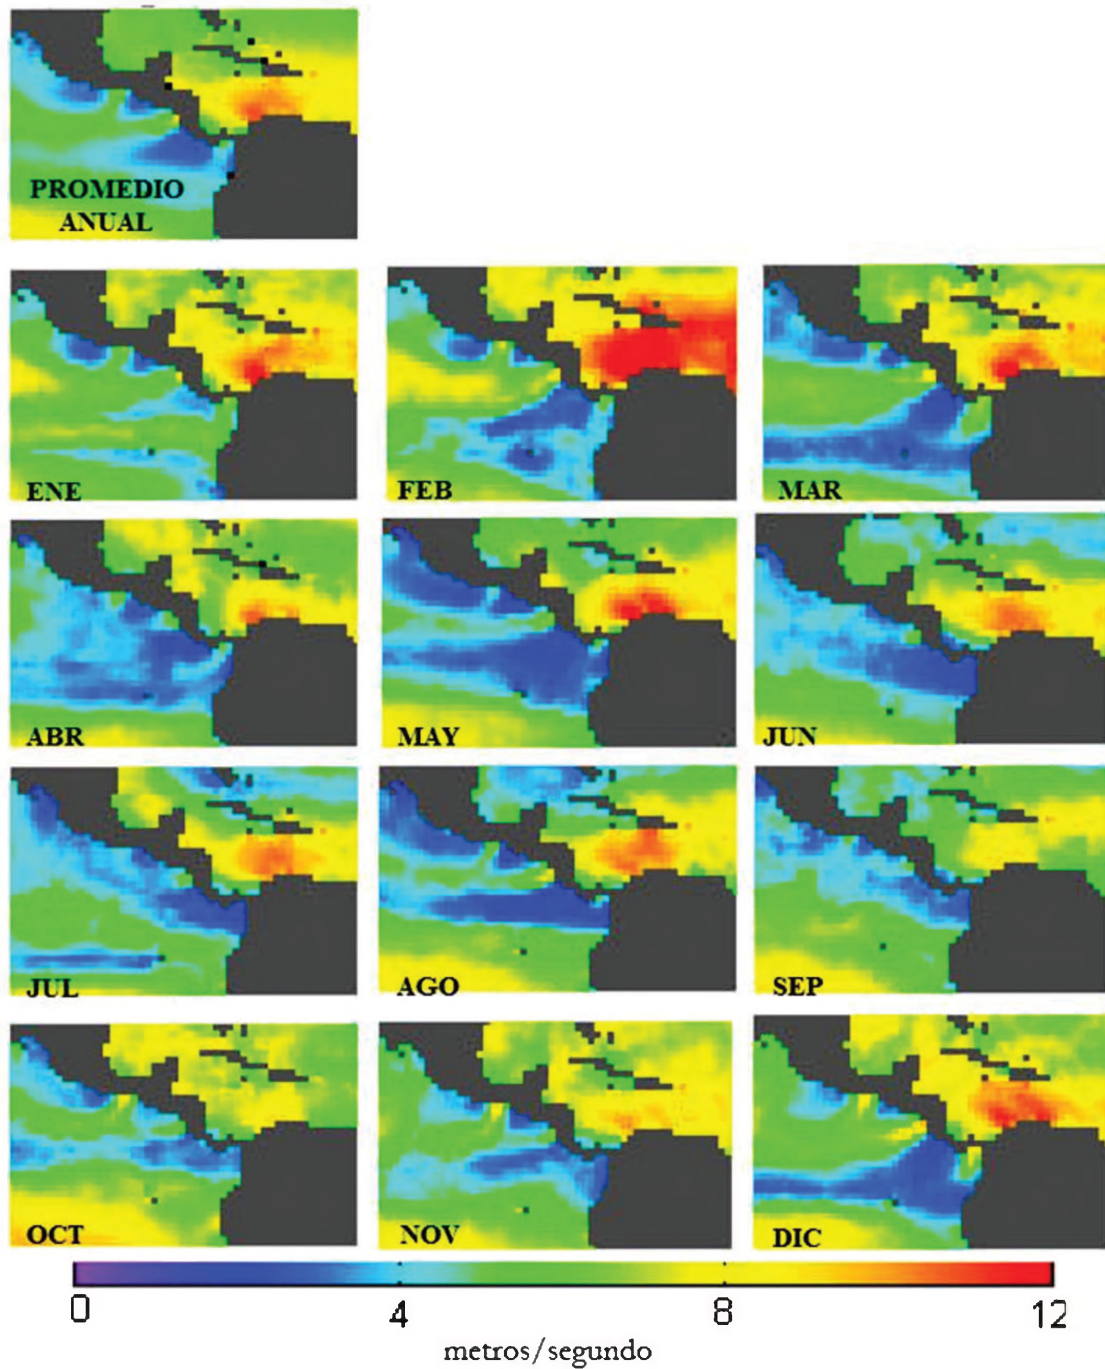 PROMEDIO
ANUAL
ENE
FEB
MAR
ABR
MAY
JUN
JUL
AGO
SEP
OCT
NOV
DIC
0 4 8 12
metros/segundo